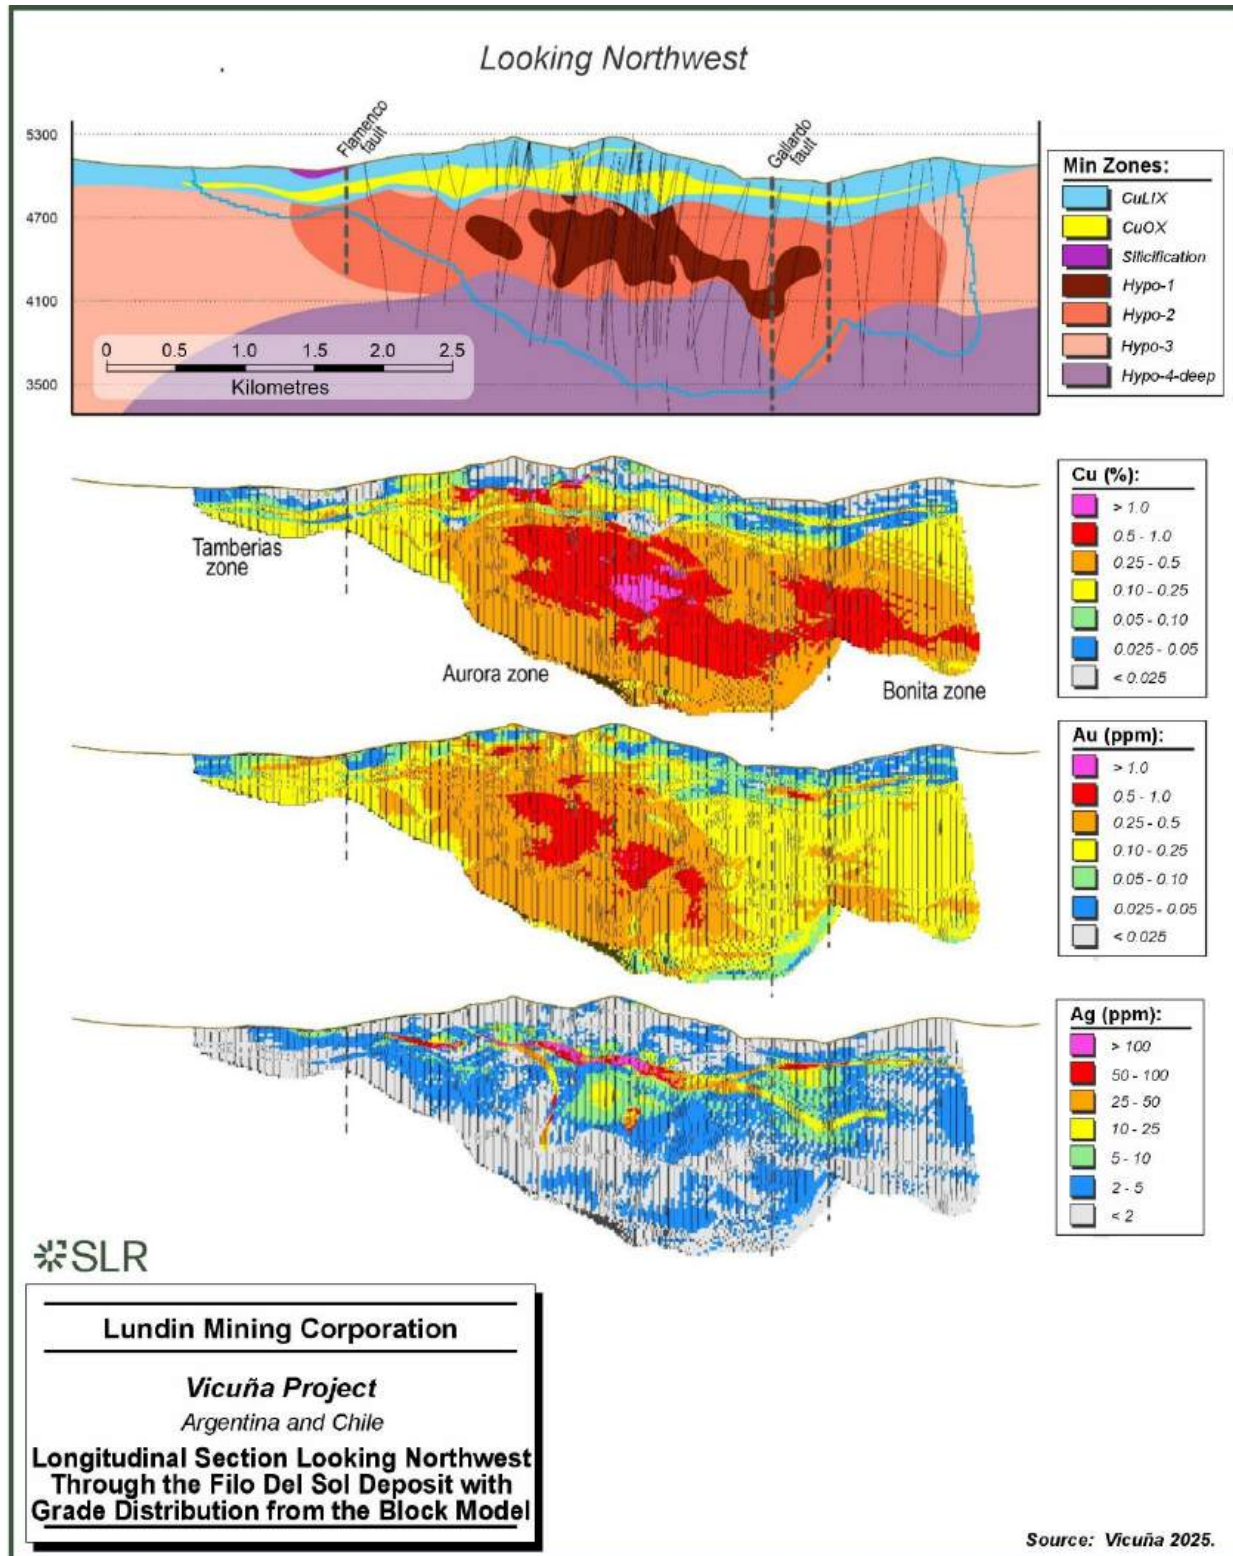 Looking Northwest
Flamenco
fault
Gallardo
fault
5300
4700
4100
3500
0 0.5 1.0 1.5 2.0 2.5
Kilometres
Min Zones:
CuLIX
CuOX
Silicification
Hypo-1
Hypo-2
Hypo-3
Hypo-4-deep
Tamberias
zone
Aurora zone
Bonita zone
Cu (%):
> 1.0
0.5 - 1.0
0.25 - 0.5
0.10 - 0.25
0.05 - 0.10
0.025 - 0.05
< 0.025
Au (ppm):
> 1.0
0.5 - 1.0
0.25 - 0.5
0.10 - 0.25
0.05 - 0.10
0.025 - 0.05
< 0.025
Ag (ppm):
> 100
50 - 100
25 - 50
10 - 25
5 - 10
2 - 5
< 2
SLR
Lundin Mining Corporation
Vicuña Project
Argentina and Chile
Longitudinal Section Looking Northwest
Through the Filo Del Sol Deposit with
Grade Distribution from the Block Model
Source: Vicuña 2025.